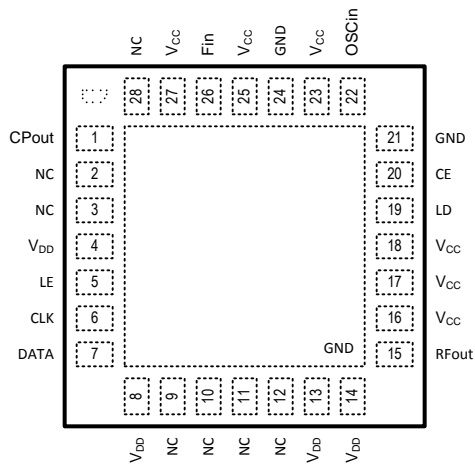 NC VCC Fin VCC GND VCC OSCin
28 27 26 25 24 23 22
CPout 1 21 GND
NC 2 20 CE
NC 3 19 LD
VDD 4 18 VCC
LE 5 17 VCC
CLK 6 16 VCC
DATA 7 GND 15 RFout
8 9 10 11 12 13 14
VDD NC NC NC NC VDD VDD